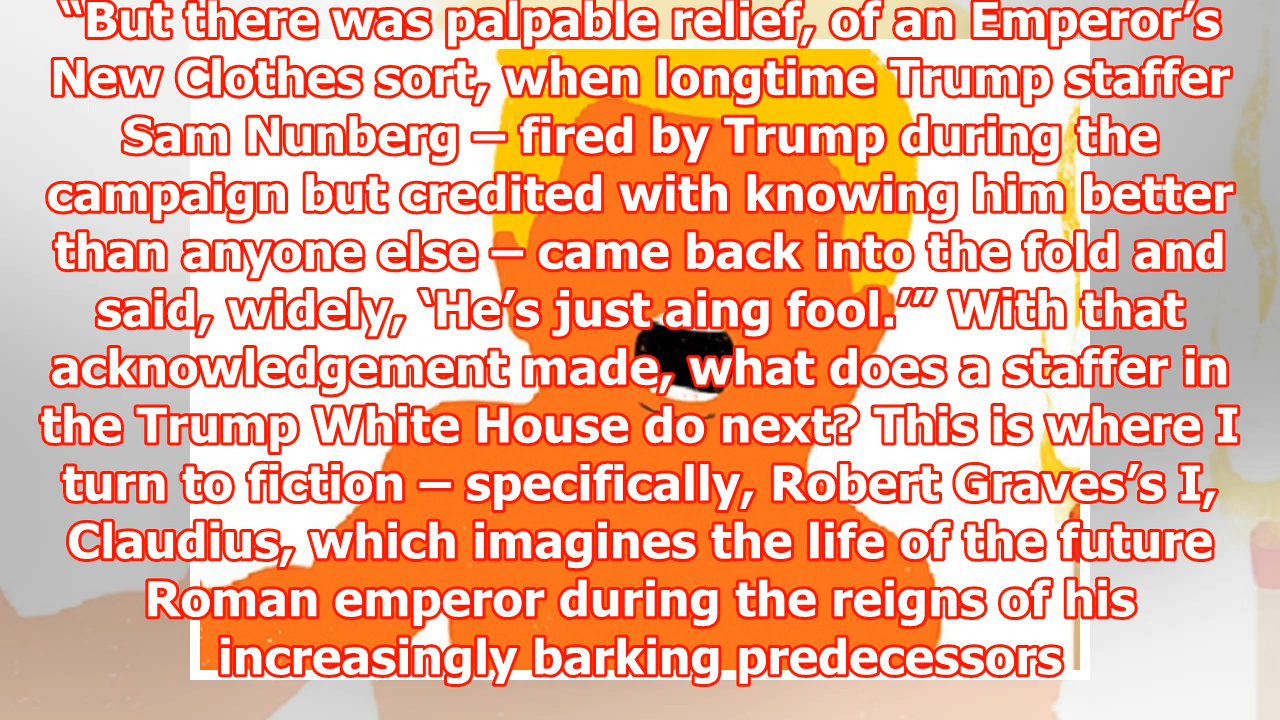 “But there was palpable relief, of an Emperor’s
New Clothes sort, when longtime Trump staffer
Sam Nunberg – fired by Trump during the
campaign but credited with knowing him better
than anyone else – came back into the fold and
said, widely, ‘He’s just aing fool.’” With that
acknowledgement made, what does a staffer in
the Trump White House do next? This is where I
turn to fiction – specifically, Robert Graves’s I,
Claudius, which imagines the life of the future
Roman emperor during the reigns of his
increasingly barking predecessors